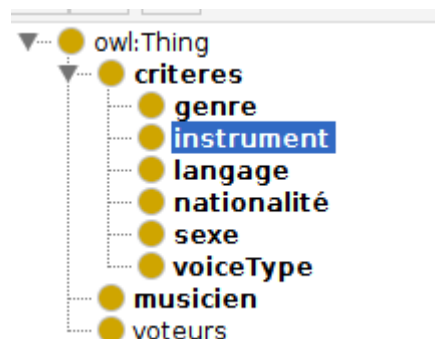 owl:Thing
criteres
genre
instrument
langage
nationalité
sexe
voiceType
musicien
voteurs